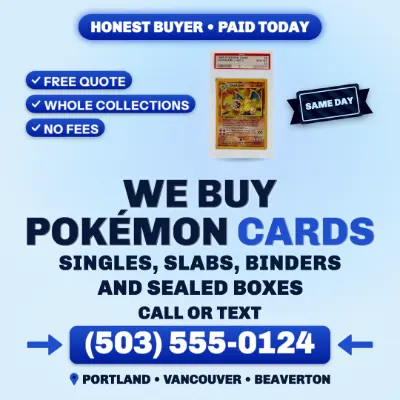 HONEST BUYER • PAID TODAY
FREE QUOTE
WHOLE COLLECTIONS
NO FEES
SAME DAY
WE BUY
POKÉMON CARDS
SINGLES, SLABS, BINDERS
AND SEALED BOXES
CALL OR TEXT
(503) 555-0124
PORTLAND • VANCOUVER • BEAVERTON